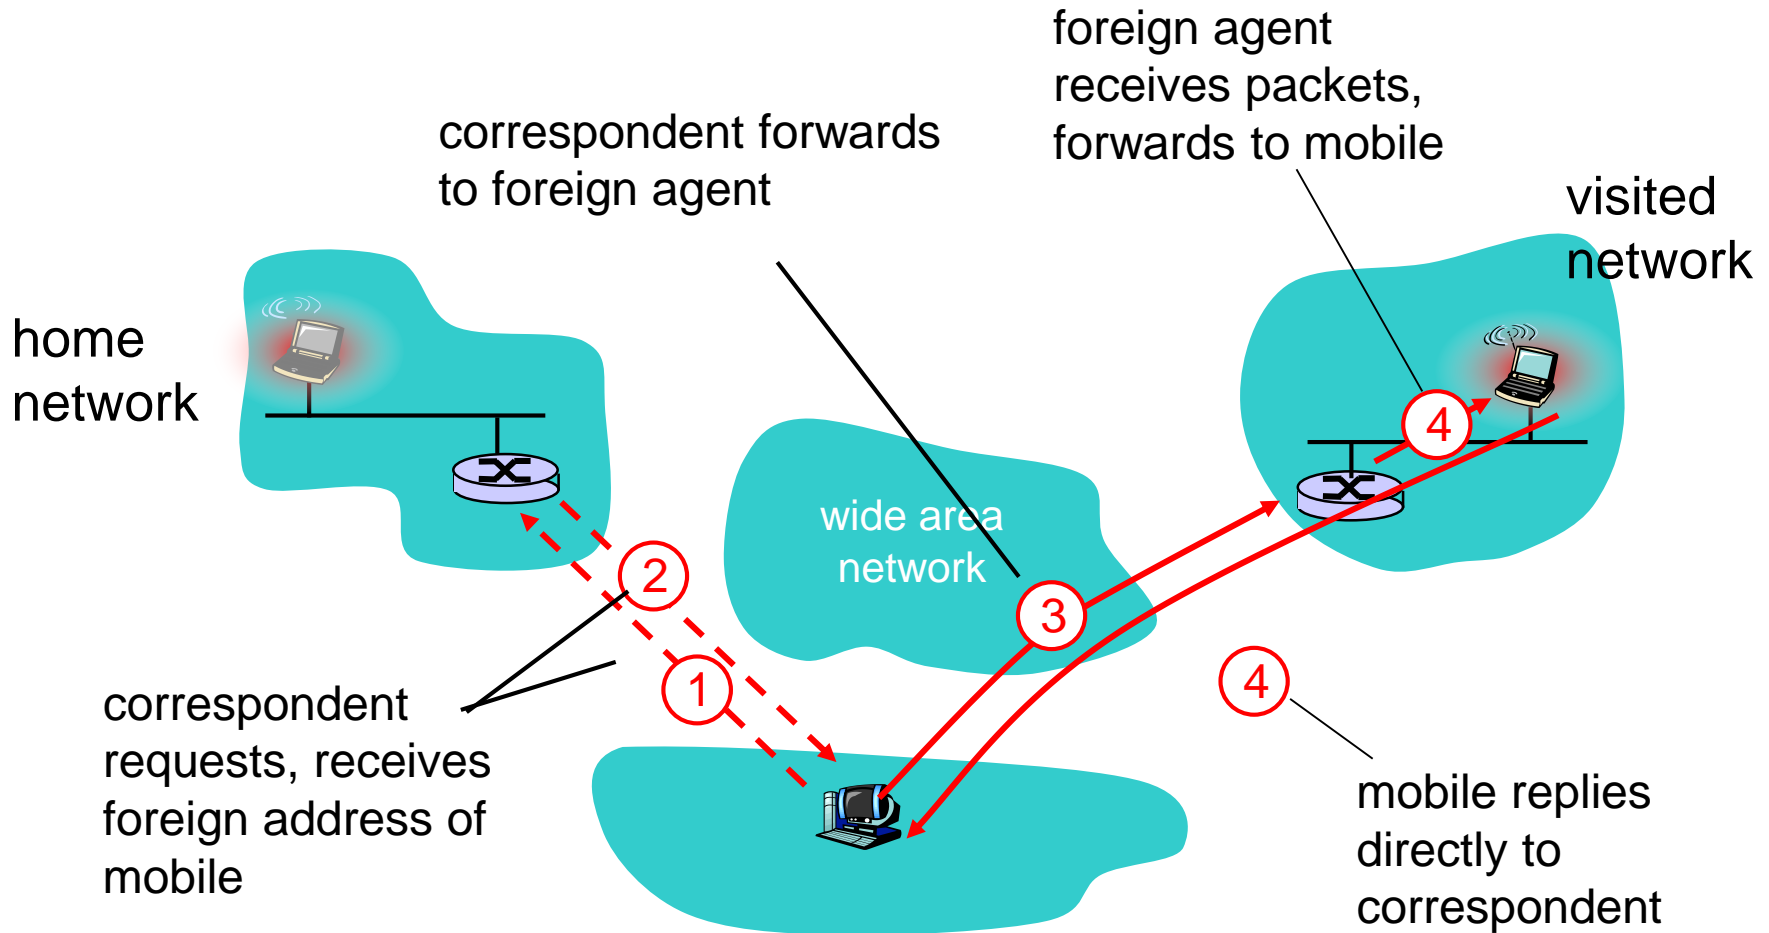 foreign agent
receives packets,
forwards to mobile
correspondent forwards
to foreign agent
visited
network
home
network
4
wide area
network
2
3
1
4
correspondent
requests, receives
foreign address of
mobile
mobile replies
directly to
correspondent